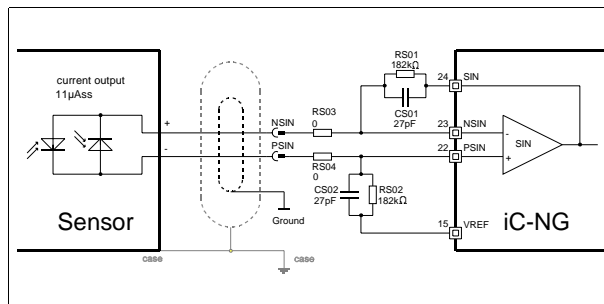 current output
11µAss
+
-
Sensor
case
case
NSIN
PSIN
Ground
RS03
0
RS04
0
RS01
182kΩ
CS01
27pF
CS02
27pF
RS02
182kΩ
24
SIN
23
NSIN
22
PSIN
15
VREF
-
+
SIN
iC-NG